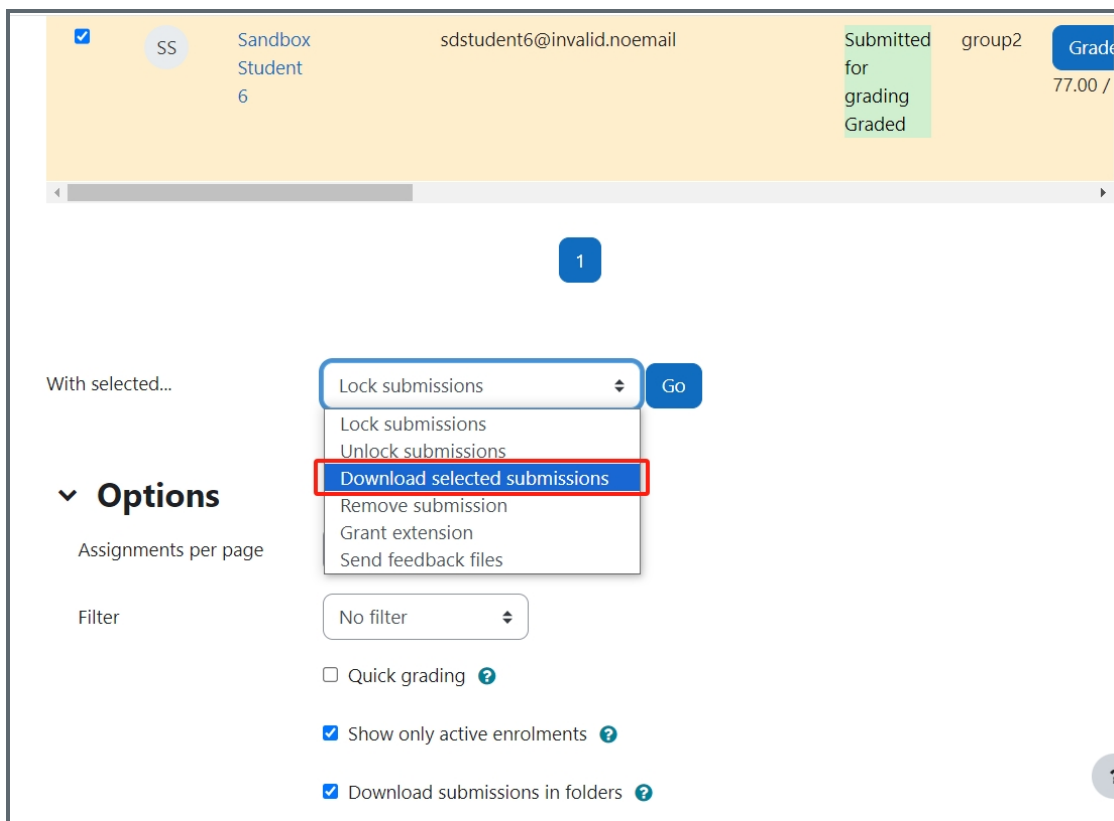 SS
Sandbox
Student
6
sdstudent6@invalid.noemail
Submitted
for
grading
Graded
group2
Grade
77.00 /
1
With selected...
Lock submissions
Go
Lock submissions
Unlock submissions
Download selected submissions
Remove submission
Grant extension
Send feedback files
Options
Assignments per page
Filter
No filter
Quick grading ?
Show only active enrolments ?
Download submissions in folders ?